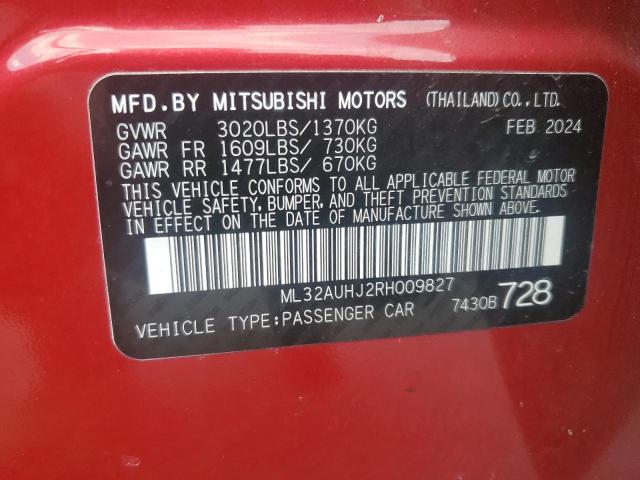 MFD.BY MITSUBISHI MOTORS (THAILAND)CO.,LTD.
GVWR 3020LBS/1370KG FEB 2024
GAWR FR 1609LBS/ 730KG
GAWR RR 1477LBS/ 670KG
THIS VEHICLE CONFORMS TO ALL APPLICABLE FEDERAL MOTOR
VEHICLE SAFETY, BUMPER, AND THEFT PREVENTION STANDARDS
IN EFFECT ON THE DATE OF MANUFACTURE SHOWN ABOVE.
ML32AUHJ2RH009827
VEHICLE TYPE:PASSENGER CAR 7430B 728